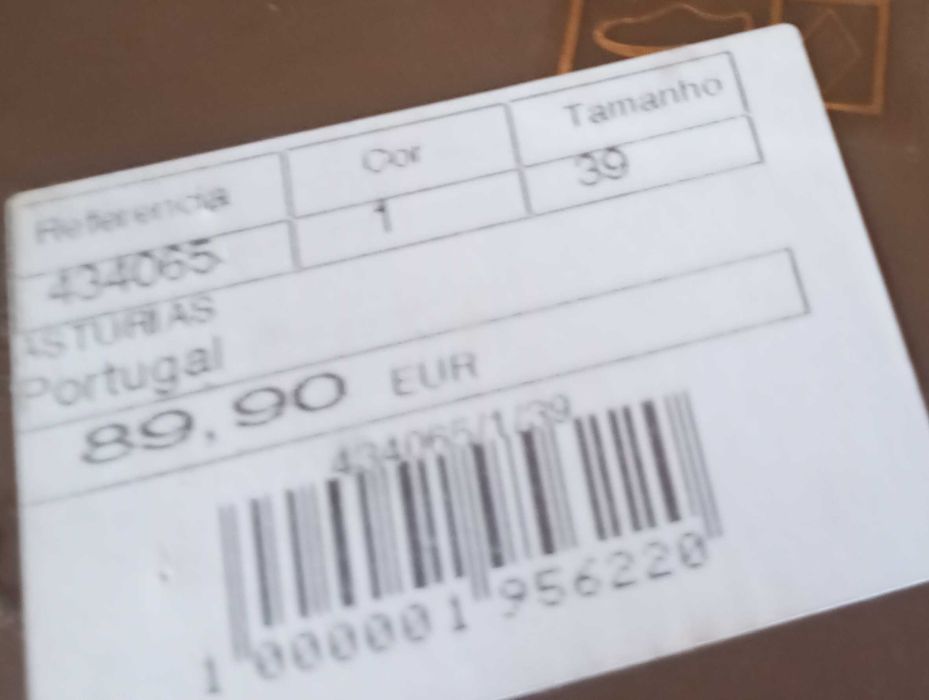 Referencia Cor Tamanho
434065 1 39
ASTURIAS
Portugal
89,90 EUR
434065/1/39
1 000001 956220